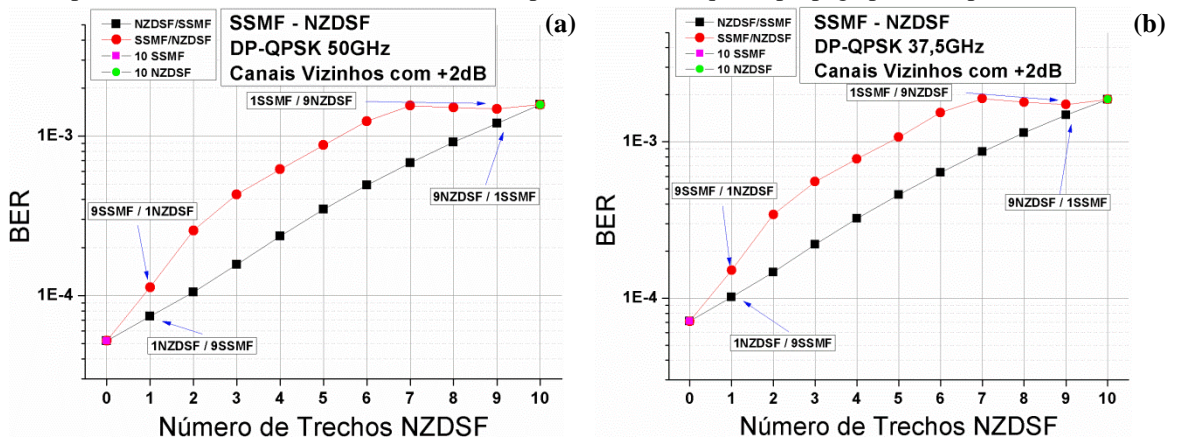 NZDSF/SSMF
SSMF/NZDSF
10 SSMF
10 NZDSF
SSMF - NZDSF
DP-QPSK 50GHz
Canais Vizinhos com +2dB
(a)
1SSMF / 9NZDSF
9NZDSF / 1SSMF
9SSMF / 1NZDSF
1NZDSF / 9SSMF
1E-3
1E-4
BER
0 1 2 3 4 5 6 7 8 9 10
Número de Trechos NZDSF
NZDSF/SSMF
SSMF/NZDSF
10 SSMF
10 NZDSF
SSMF - NZDSF
DP-QPSK 37,5GHz
Canais Vizinhos com +2dB
(b)
1SSMF / 9NZDSF
9NZDSF / 1SSMF
9SSMF / 1NZDSF
1NZDSF / 9SSMF
1E-3
1E-4
BER
0 1 2 3 4 5 6 7 8 9 10
Número de Trechos NZDSF